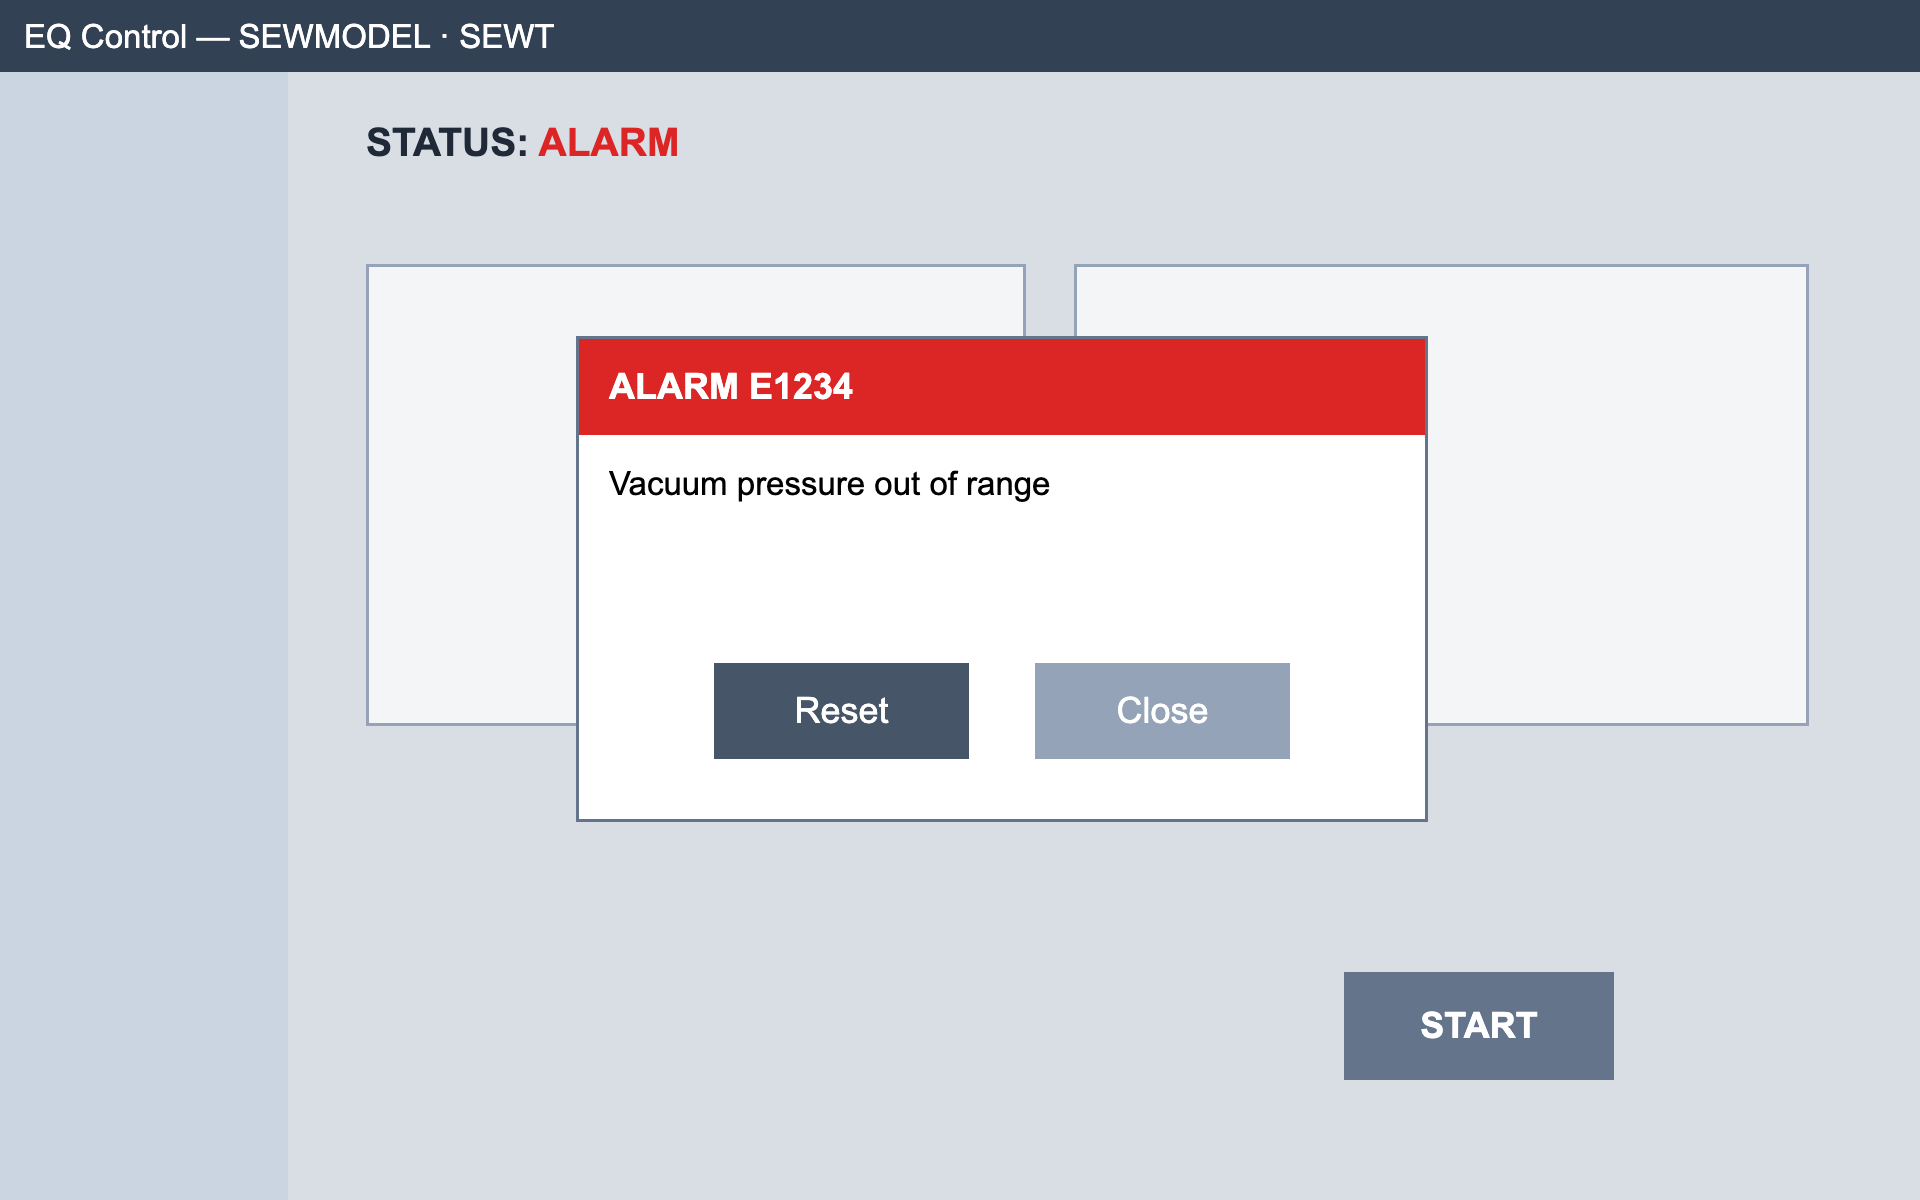 EQ Control — SEWMODEL · SEWT
STATUS: ALARM
ALARM E1234
Vacuum pressure out of range
Reset
Close
START